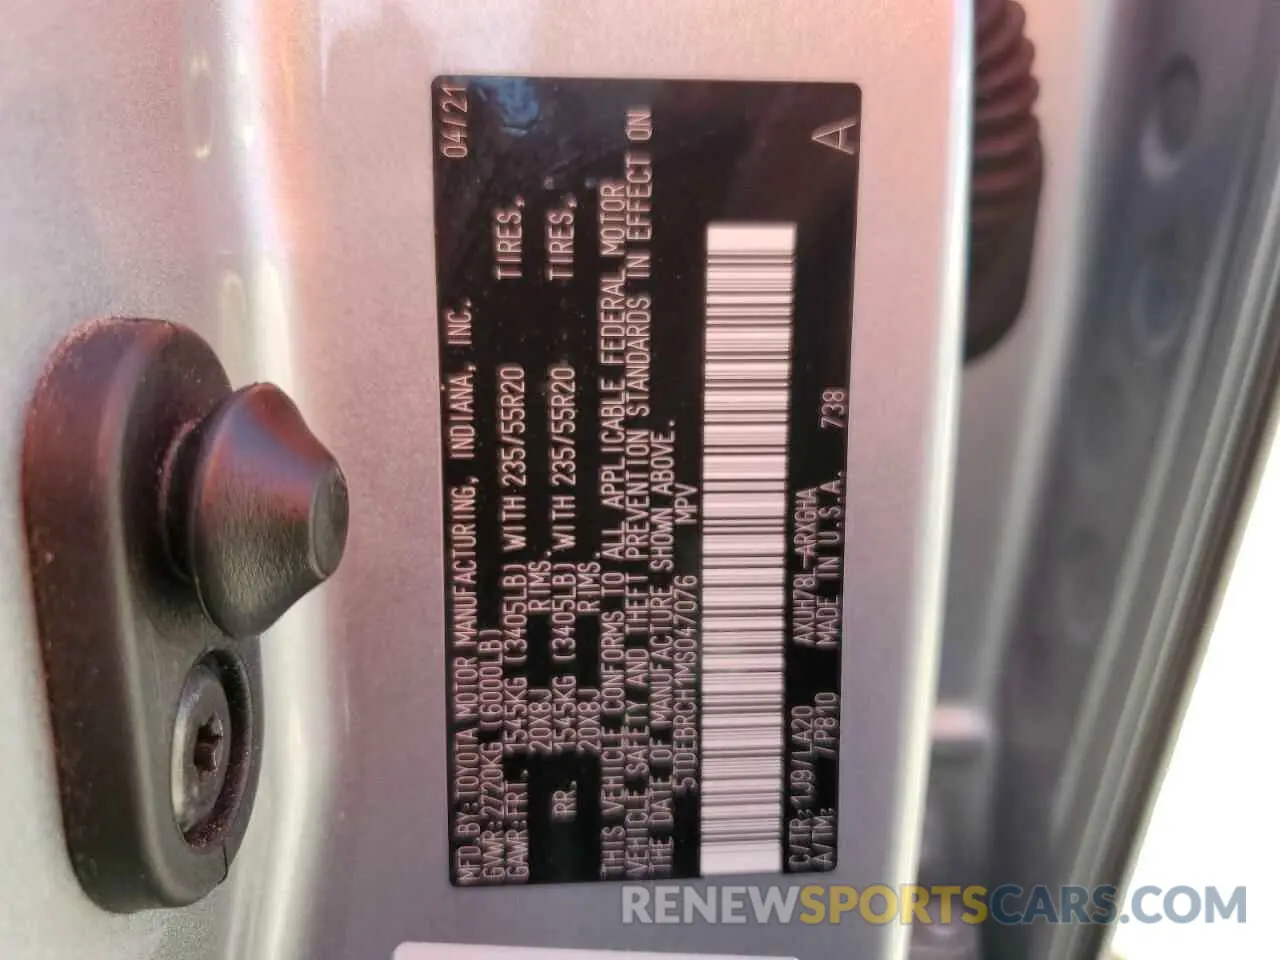 MFD BY: TOYOTA MOTOR MANUFACTURING, INDIANA, INC. 04/21
GVWR: 2720KG (6000LB)
GAWR: FRT. 1545KG (3405LB) WITH 235/55R20 TIRES,
20X8J RIMS.
RR. 1545KG (3405LB) WITH 235/55R20 TIRES,
20X8J RIMS.
THIS VEHICLE CONFORMS TO ALL APPLICABLE FEDERAL MOTOR
VEHICLE SAFETY AND THEFT PREVENTION STANDARDS IN EFFECT ON
THE DATE OF MANUFACTURE SHOWN ABOVE.
5TDEBRCH1MS047076 MPV
C/TR: 1J9/LA20 AXUH78L-ARXGHA
A/TM: /P810 MADE IN U.S.A. 738 A
RENEWSPORTSCARS.COM